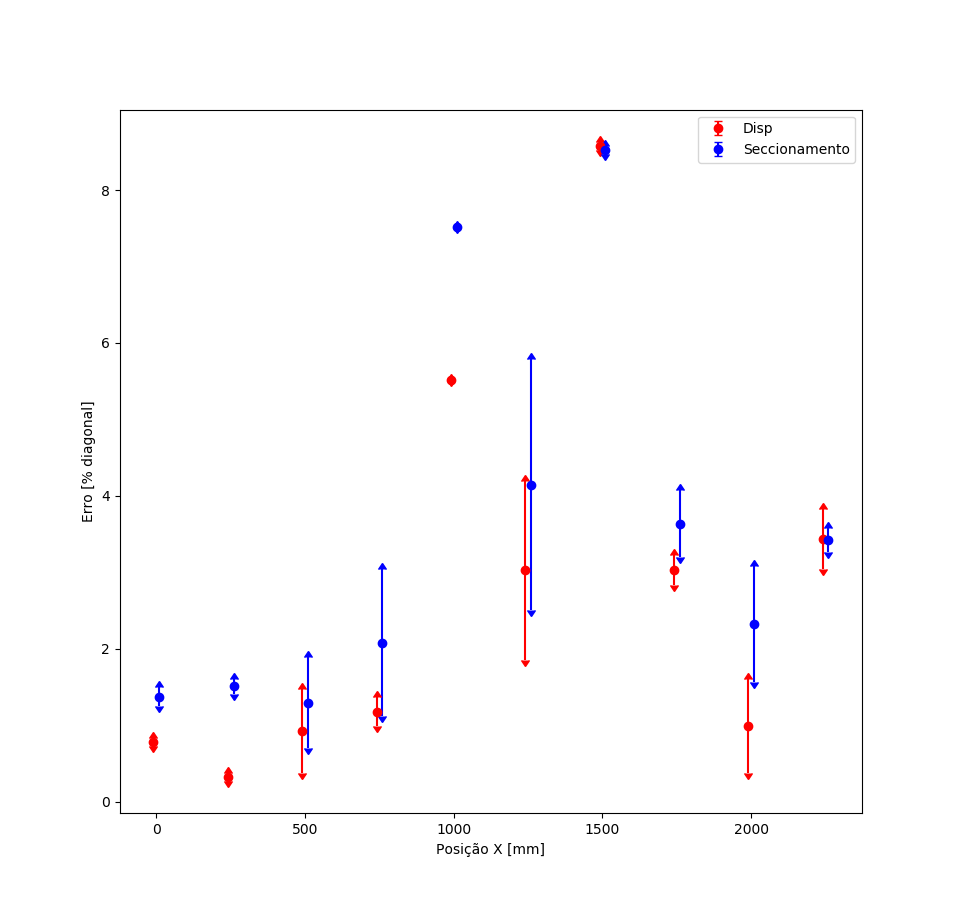 Disp
Seccionamento
8
6
4
2
0
Erro [% diagonal]
0 500 1000 1500 2000
Posição X [mm]